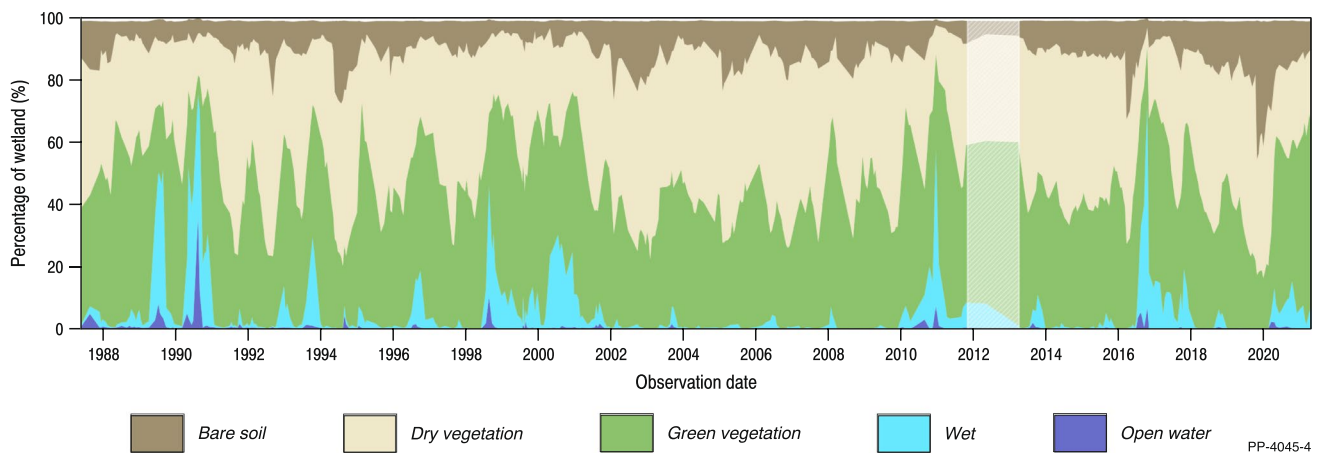 Percentage of wetland (%)
100
80
60
40
20
0
1988 1990 1992 1994 1996 1998 2000 2002 2004 2006 2008 2010 2012 2014 2016 2018 2020
Observation date
Bare soil Dry vegetation Green vegetation Wet Open water
PP-4045-4